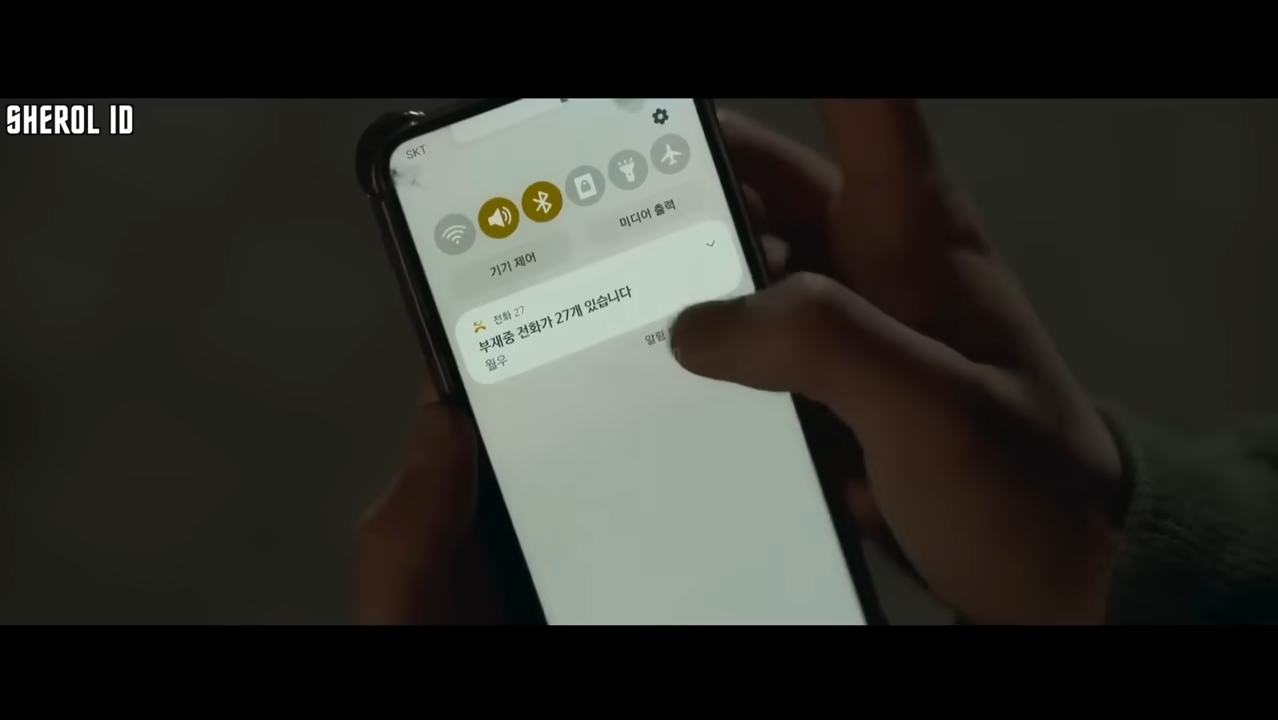 SHEROL ID
SKT
기기 제어
미디어 출력
전화 27
부재중 전화가 27개 있습니다
월우
알림